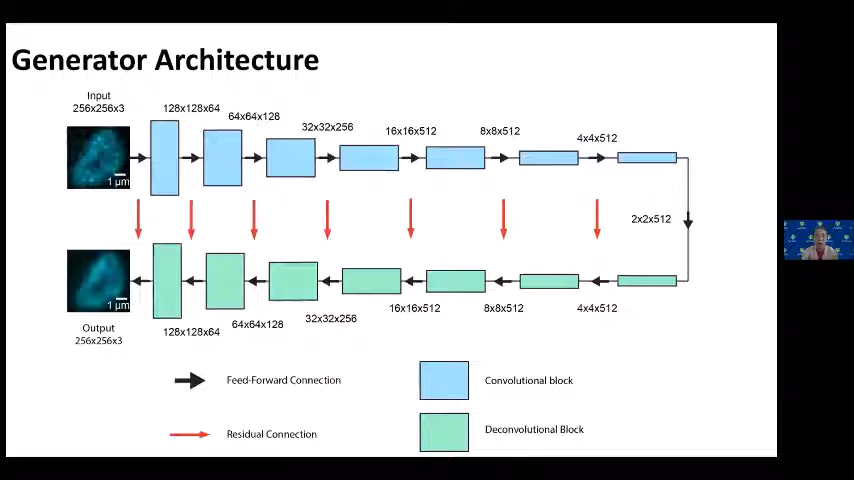 Generator Architecture
Input
256x256x3
128x128x64
64x64x128
32x32x256
16x16x512
8x8x512
4x4x512
1 µm
2x2x512
1 µm
Output
256x256x3
128x128x64
64x64x128
32x32x256
16x16x512
8x8x512
4x4x512
Feed-Forward Connection
Convolutional block
Residual Connection
Deconvolutional Block